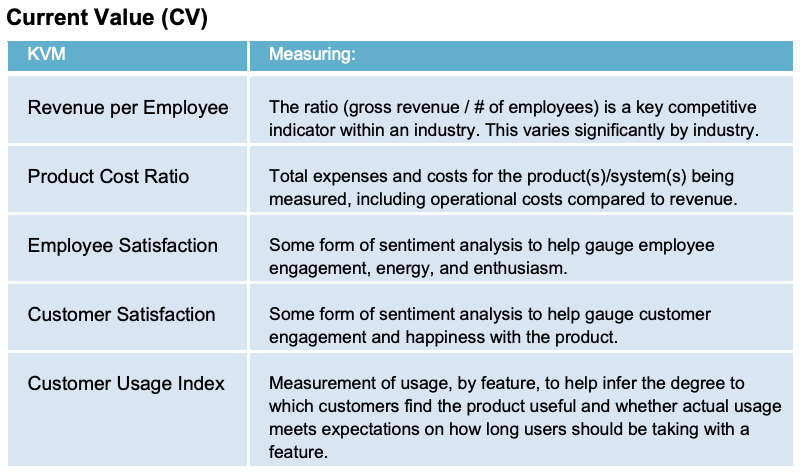 Current Value (CV)
KVM
Measuring:
Revenue per Employee
The ratio (gross revenue / # of employees) is a key competitive
indicator within an industry. This varies significantly by industry.
Product Cost Ratio
Total expenses and costs for the product(s)/system(s) being
measured, including operational costs compared to revenue.
Employee Satisfaction
Some form of sentiment analysis to help gauge employee
engagement, energy, and enthusiasm.
Customer Satisfaction
Some form of sentiment analysis to help gauge customer
engagement and happiness with the product.
Customer Usage Index
Measurement of usage, by feature, to help infer the degree to
which customers find the product useful and whether actual usage
meets expectations on how long users should be taking with a
feature.